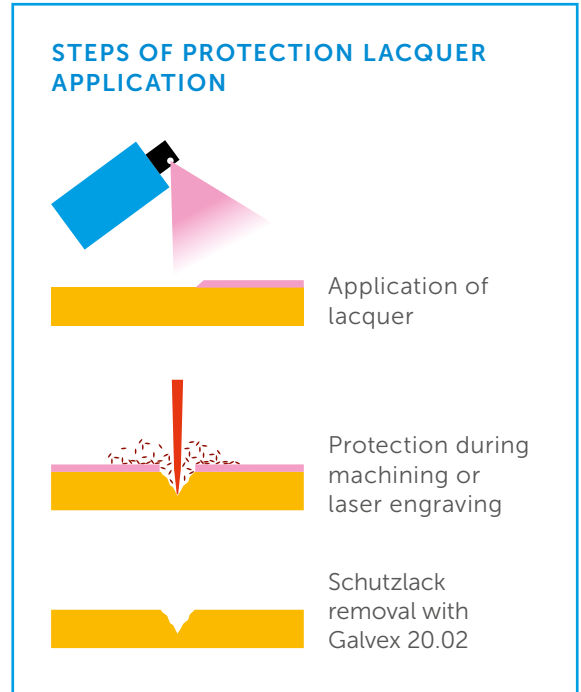 STEPS OF PROTECTION LACQUER
APPLICATION
Application of
lacquer
Protection during
machining or
laser engraving
Schutzlack
removal with
Galvex 20.02